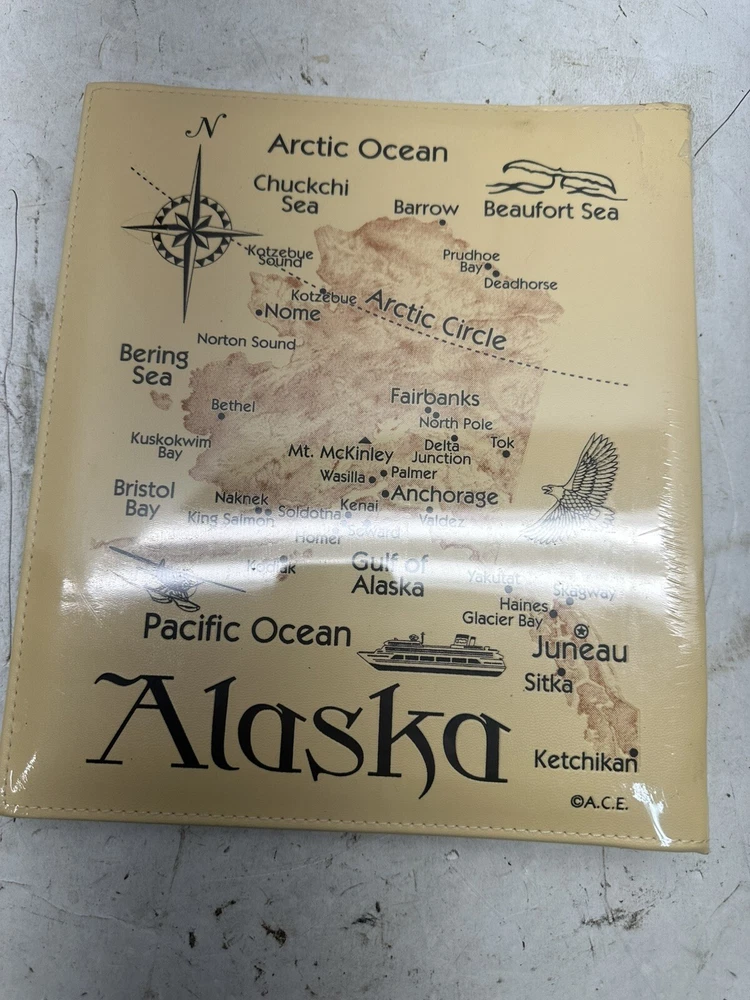 N
Arctic Ocean
Chuckchi
Sea
Barrow
Beaufort Sea
Kotzebue
Sound
Prudhoe
Bay
Deadhorse
Kotzebue
Nome
Arctic Circle
Norton Sound
Bering
Sea
Bethel
Fairbanks
North Pole
Kuskokwim
Bay
Mt. McKinley
Delta
Junction
Tok
Wasilla
Palmer
Bristol
Bay
Naknek
King Salmon
Soldotna
Kenai
Anchorage
Valdez
Seward
Homer
Kodiak
Gulf of
Alaska
Yakutat
Skagway
Haines
Glacier Bay
Pacific Ocean
Juneau
Sitka
Alaska
Ketchikan
©A.C.E.